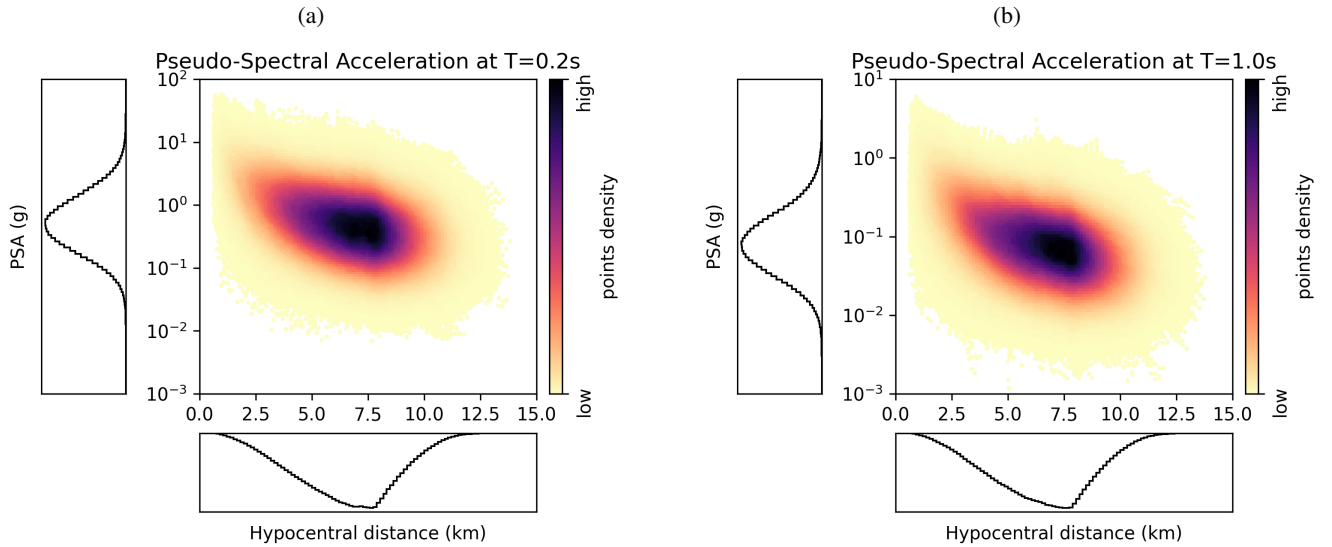 (a)
Pseudo-Spectral Acceleration at T=0.2s
PSA (g)
10²
10¹
10⁰
10⁻¹
10⁻²
10⁻³
0.0 2.5 5.0 7.5 10.0 12.5 15.0
high
points density
low
Hypocentral distance (km)
(b)
Pseudo-Spectral Acceleration at T=1.0s
PSA (g)
10¹
10⁰
10⁻¹
10⁻²
10⁻³
0.0 2.5 5.0 7.5 10.0 12.5 15.0
high
points density
low
Hypocentral distance (km)